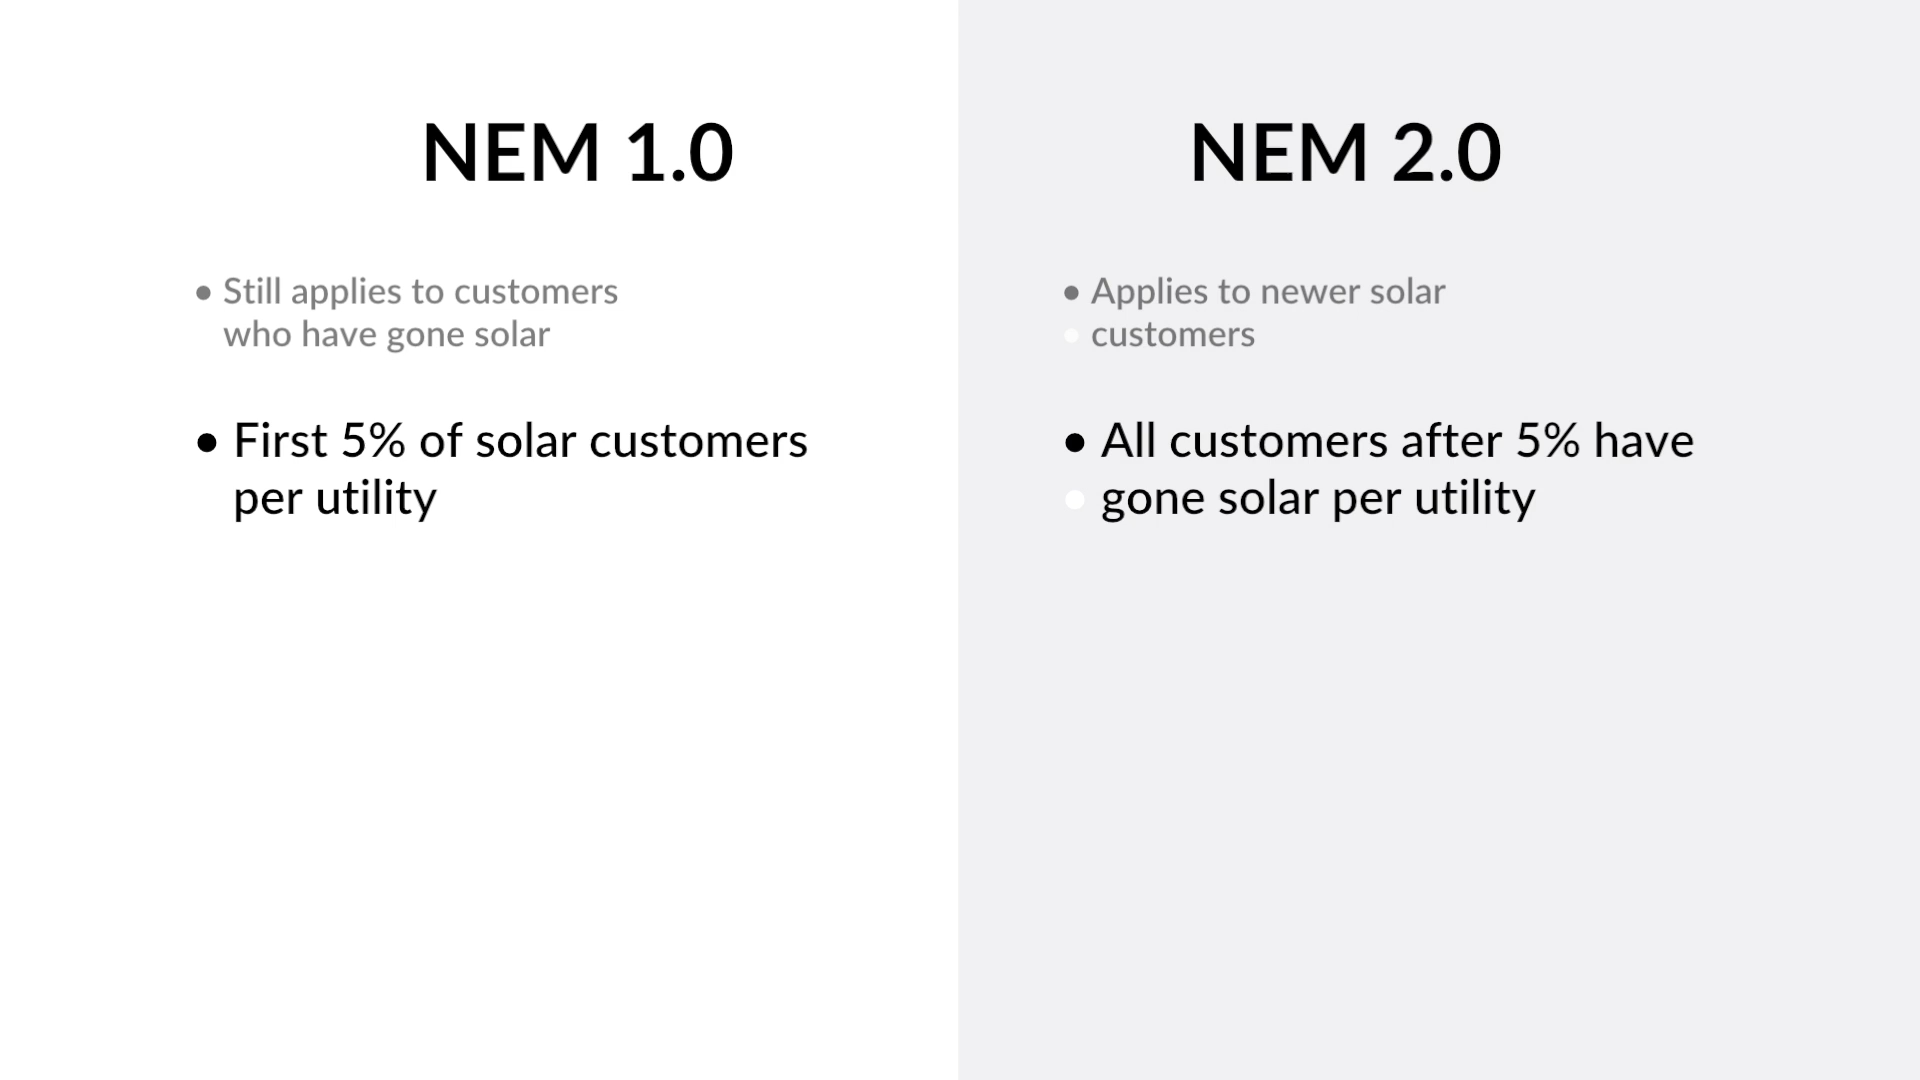 NEM 1.0
• Still applies to customers
who have gone solar
• First 5% of solar customers
per utility
NEM 2.0
• Applies to newer solar
customers
• All customers after 5% have
gone solar per utility